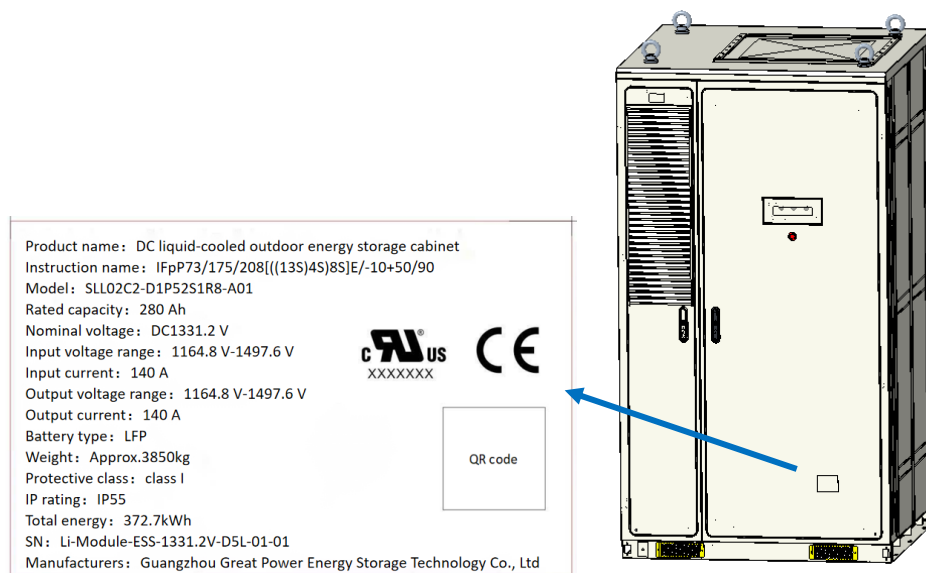 Product name：DC liquid-cooled outdoor energy storage cabinet
Instruction name：IFpP73/175/208[((13S)4S)8S]E/-10+50/90
Model：SLL02C2-D1P52S1R8-A01
Rated capacity：280 Ah
Nominal voltage：DC1331.2 V
Input voltage range：1164.8 V-1497.6 V
Input current：140 A
Output voltage range：1164.8 V-1497.6 V
Output current：140 A
Battery type：LFP
Weight：Approx.3850kg
Protective class：class I
IP rating：IP55
Total energy：372.7kWh
SN：Li-Module-ESS-1331.2V-D5L-01-01
Manufacturers：Guangzhou Great Power Energy Storage Technology Co., Ltd
c RU® US
XXXXXXX
CE
QR code